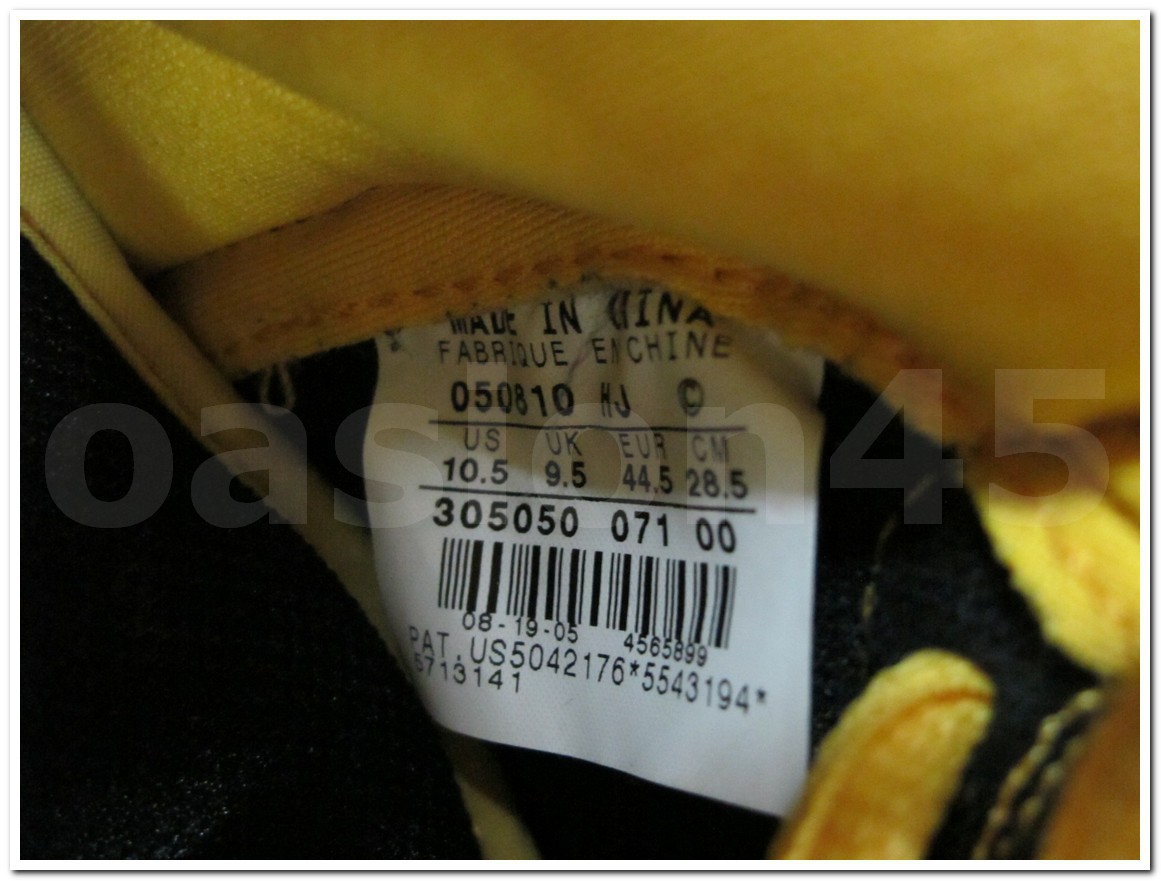 MADE IN CHINA
FABRIQUE EN CHINE
050810 HJ ©
US UK EUR CM
10.5 9.5 44.5 28.5
305050 071 00
08-19-05 4565899
PAT.US5042176*5543194*
5713141
oasion45